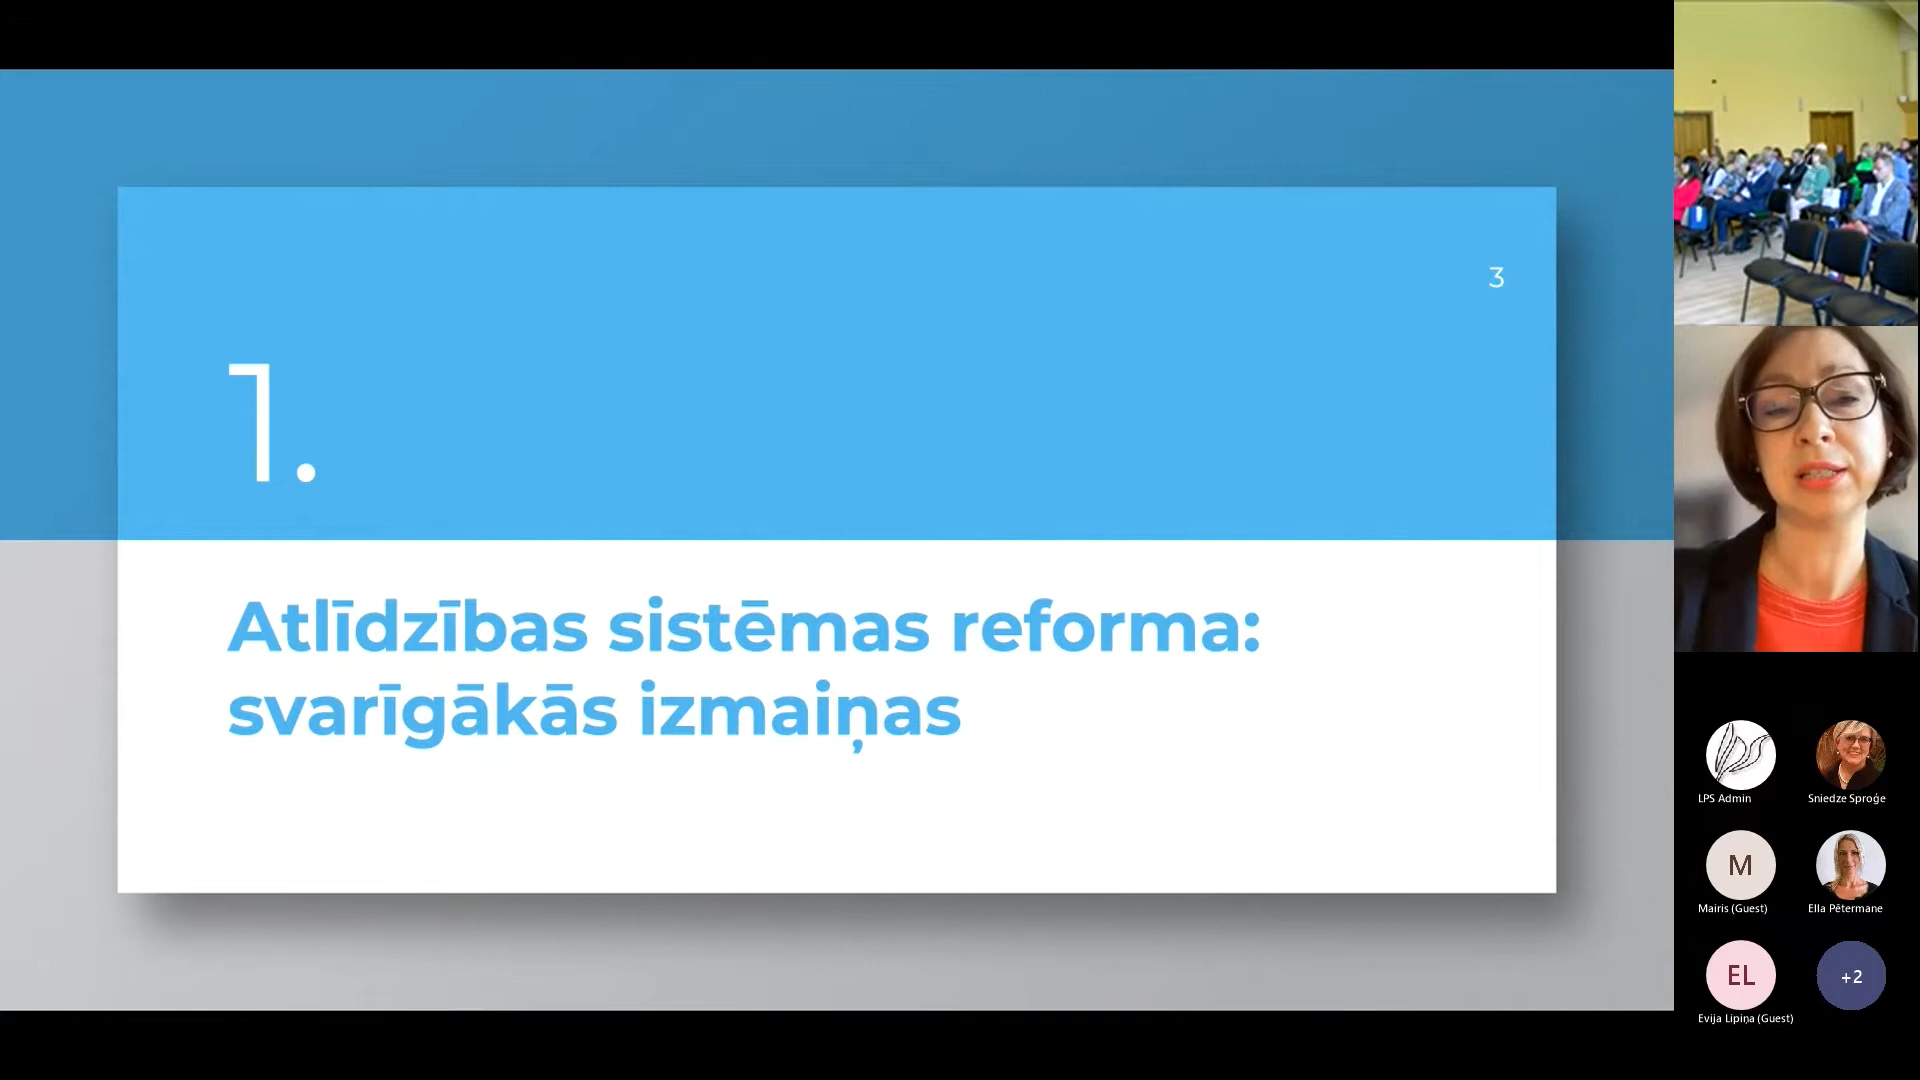 3
1.
Atlīdzības sistēmas reforma:
svarīgākās izmaiņas
LPS Admin
Sniedze Sproģe
M
Mairis (Guest)
Ella Pētermane
EL
Evija Lipiņa (Guest)
+2